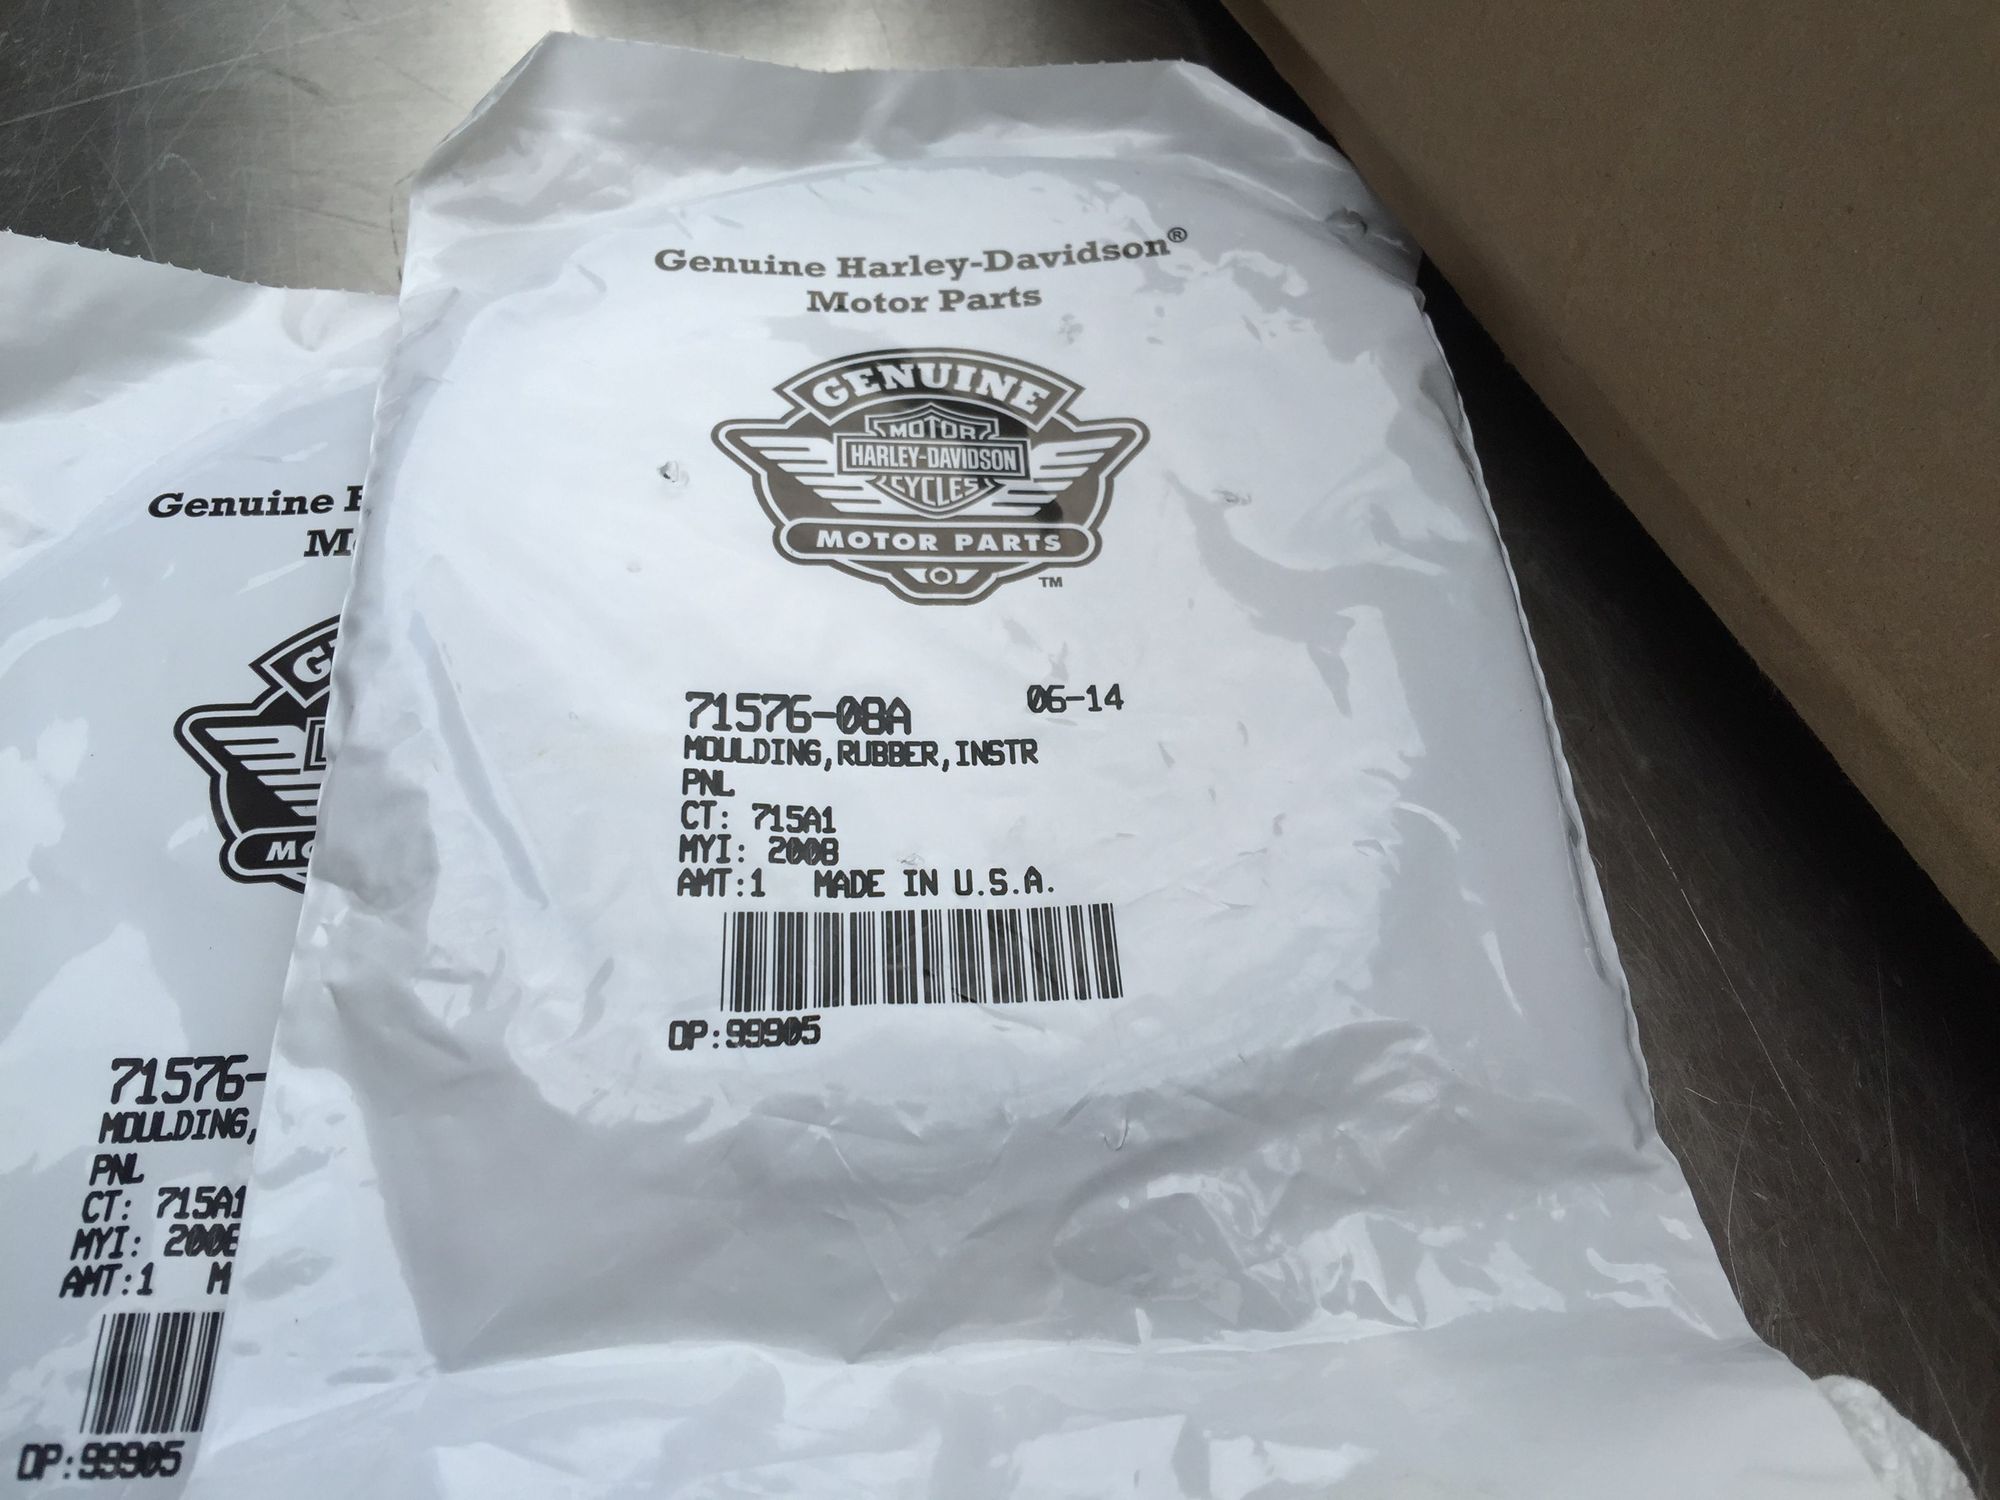 Genuine Harley-Davidson®
Motor Parts
GENUINE
MOTOR
HARLEY-DAVIDSON
CYCLES
MOTOR PARTS
TM
71576-08A 06-14
MOULDING,RUBBER,INSTR
PNL
CT: 715A1
MYI: 2008
AMT:1 MADE IN U.S.A.
OP:99905
Genuine
71576-
MOULDING,
PNL
CT: 715A1
MYI: 200
AMT:1 M
OP:99905